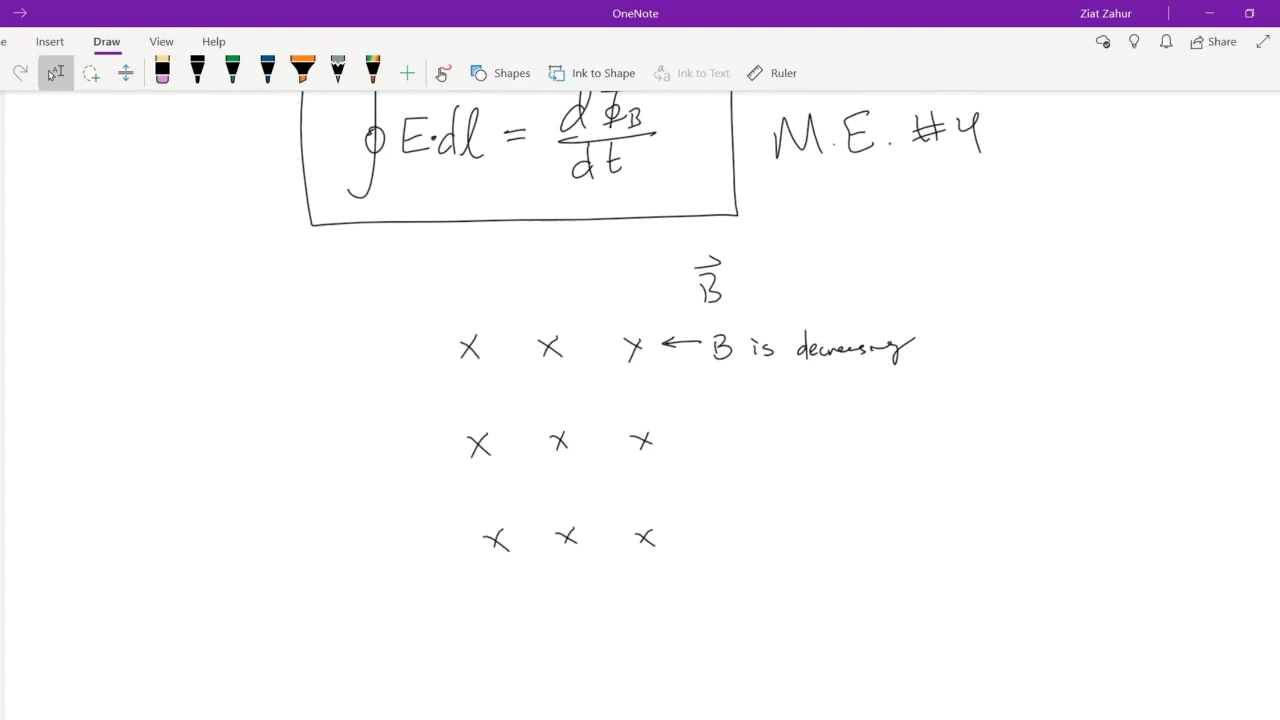 OneNote
Ziat Zahur
Insert Draw View Help
Share
Shapes Ink to Shape Ink to Text Ruler
∮ E·dl = dΦB/dt M.E. #4
B⃗
x x x ← B is decreasing
x x x
x x x